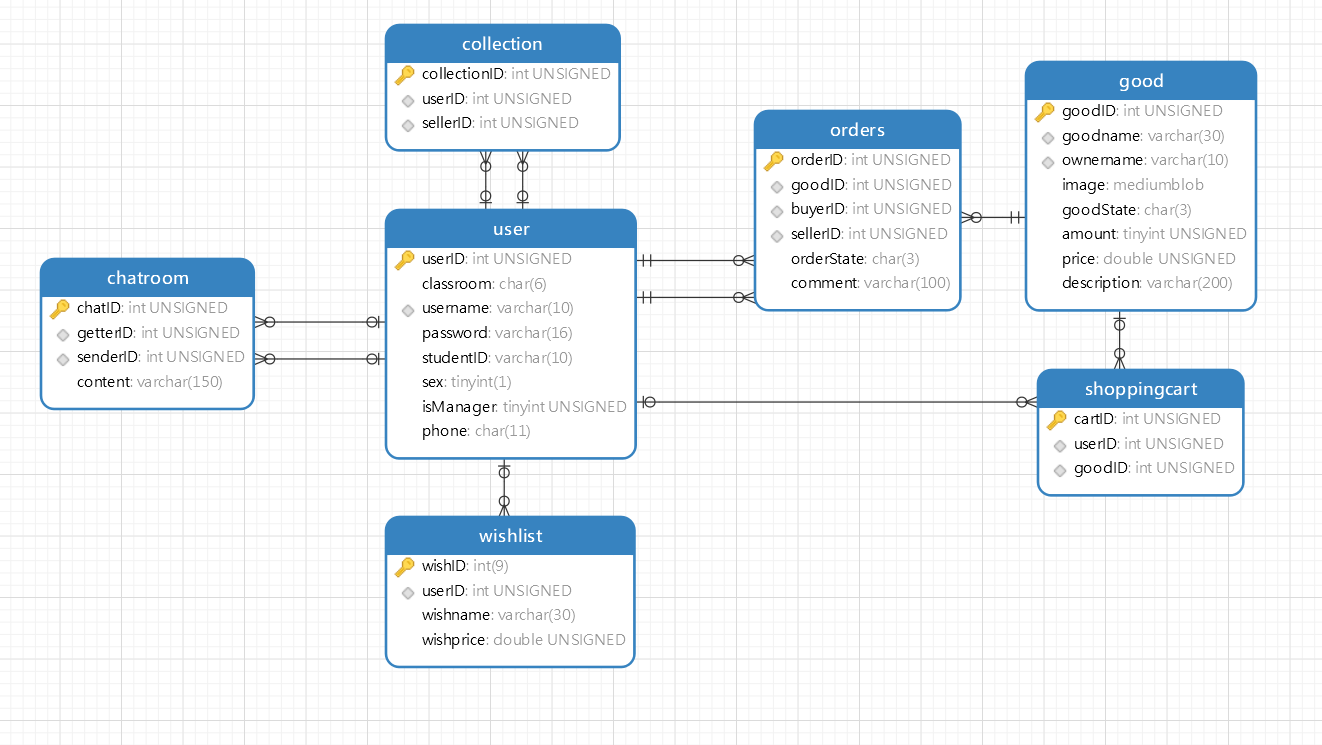 collection
collectionID: int UNSIGNED
userID: int UNSIGNED
sellerID: int UNSIGNED
good
goodID: int UNSIGNED
goodname: varchar(30)
ownername: varchar(10)
image: mediumblob
goodState: char(3)
amount: tinyint UNSIGNED
price: double UNSIGNED
description: varchar(200)
orders
orderID: int UNSIGNED
goodID: int UNSIGNED
buyerID: int UNSIGNED
sellerID: int UNSIGNED
orderState: char(3)
comment: varchar(100)
user
userID: int UNSIGNED
classroom: char(6)
username: varchar(10)
password: varchar(16)
studentID: varchar(10)
sex: tinyint(1)
isManager: tinyint UNSIGNED
phone: char(11)
chatroom
chatID: int UNSIGNED
getterID: int UNSIGNED
senderID: int UNSIGNED
content: varchar(150)
shoppingcart
cartID: int UNSIGNED
userID: int UNSIGNED
goodID: int UNSIGNED
wishlist
wishID: int(9)
userID: int UNSIGNED
wishname: varchar(30)
wishprice: double UNSIGNED